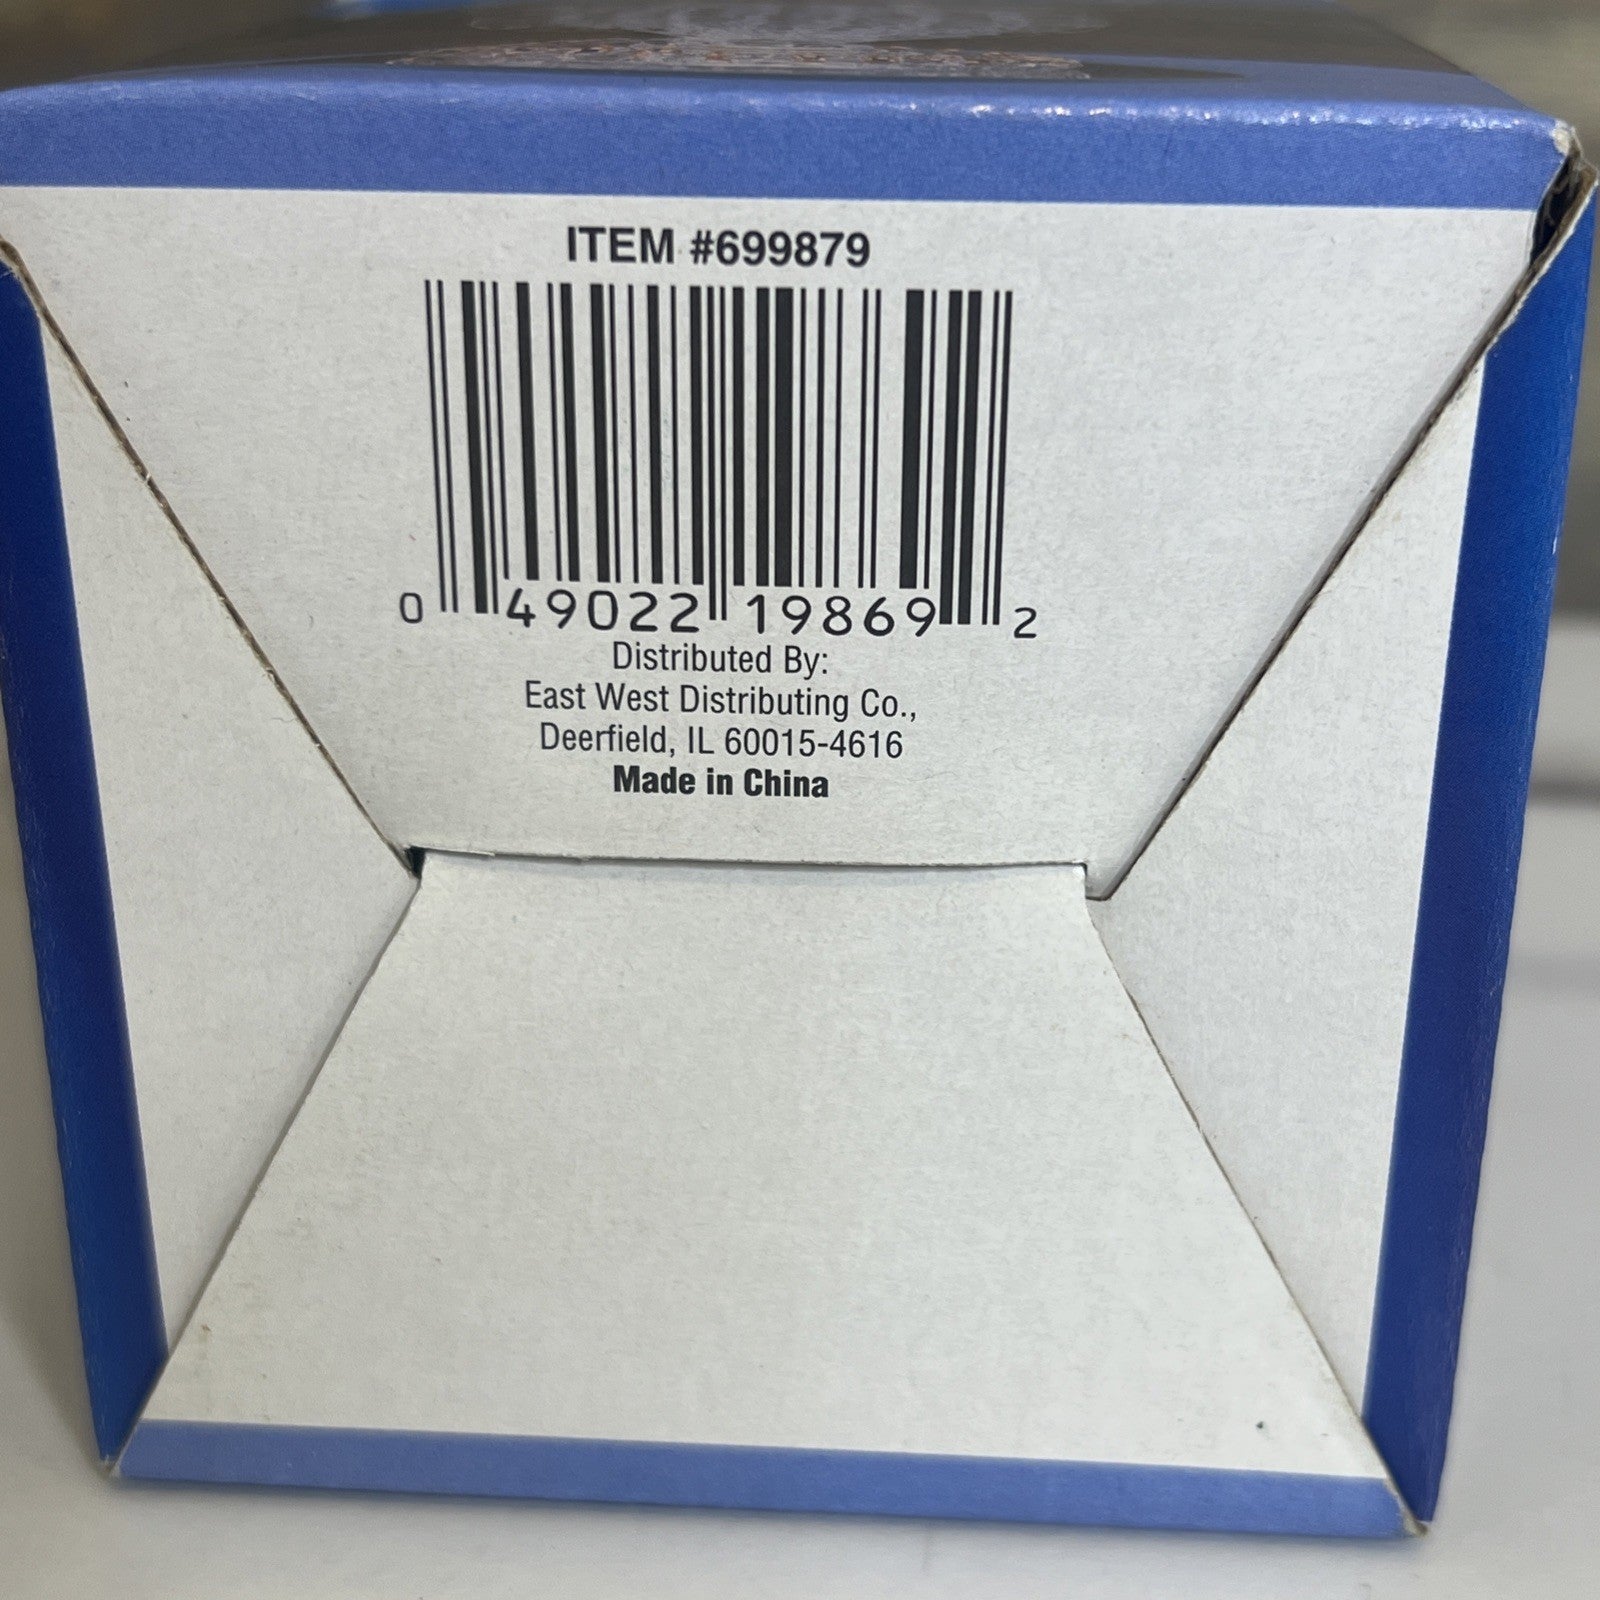 ITEM #699879
0 49022 19869 2
Distributed By:
East West Distributing Co.,
Deerfield, IL 60015-4616
Made in China